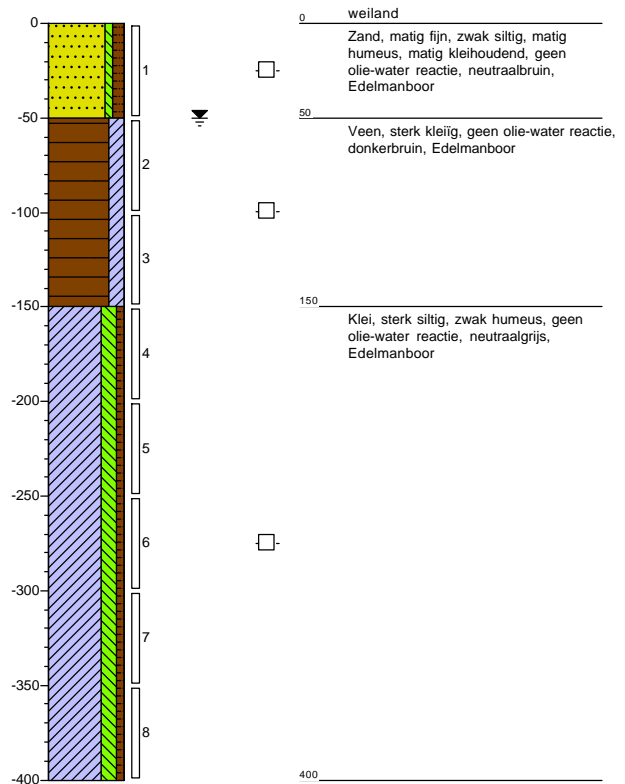 0
-50
-100
-150
-200
-250
-300
-350
-400
1
2
3
4
5
6
7
8
0
weiland
Zand, matig fijn, zwak siltig, matig
humeus, matig kleihoudend, geen
olie-water reactie, neutraalbruin,
Edelmanboor
50
Veen, sterk kleiïg, geen olie-water reactie,
donkerbruin, Edelmanboor
150
Klei, sterk siltig, zwak humeus, geen
olie-water reactie, neutraalgrijs,
Edelmanboor
400